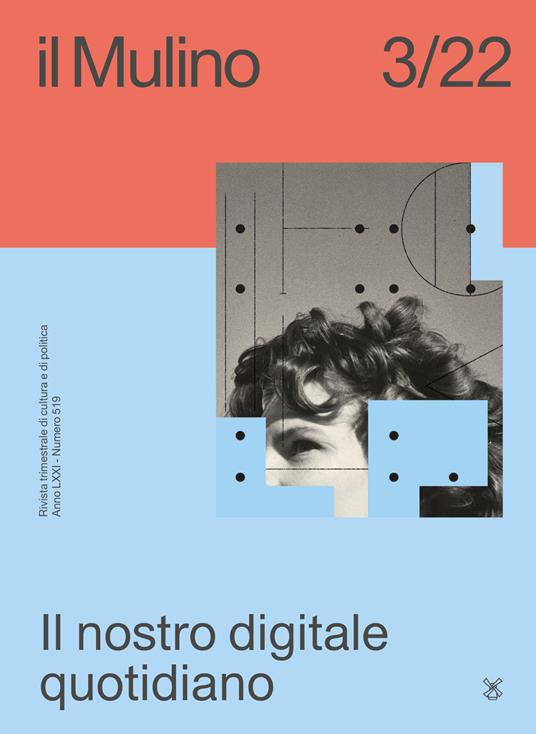 il Mulino 3/22
Rivista trimestrale di cultura e di politica
Anno LXXI - Numero 519
Il nostro digitale
quotidiano